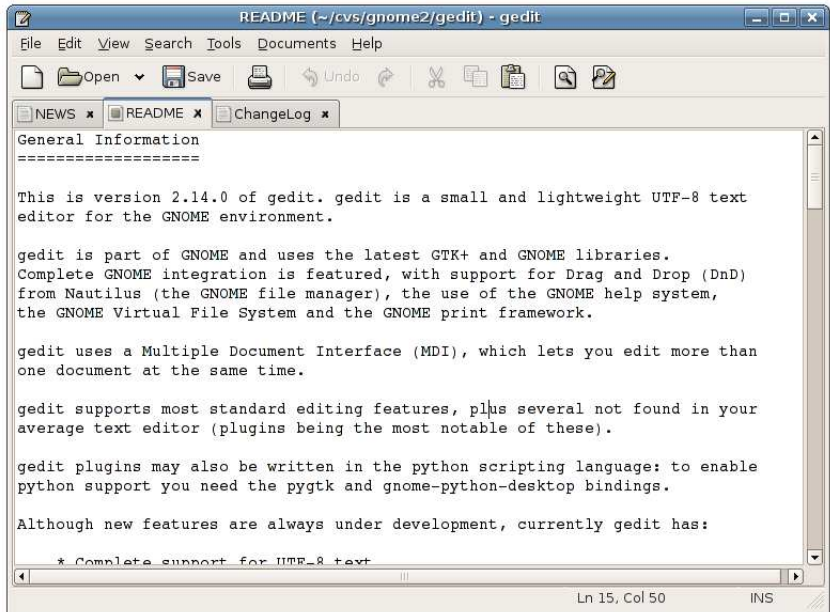 README (~/cvs/gnome2/gedit) - gedit
File Edit View Search Tools Documents Help
Open Save Undo
NEWS README ChangeLog
General Information
===================
This is version 2.14.0 of gedit. gedit is a small and lightweight UTF-8 text
editor for the GNOME environment.
gedit is part of GNOME and uses the latest GTK+ and GNOME libraries.
Complete GNOME integration is featured, with support for Drag and Drop (DnD)
from Nautilus (the GNOME file manager), the use of the GNOME help system,
the GNOME Virtual File System and the GNOME print framework.
gedit uses a Multiple Document Interface (MDI), which lets you edit more than
one document at the same time.
gedit supports most standard editing features, plus several not found in your
average text editor (plugins being the most notable of these).
gedit plugins may also be written in the python scripting language: to enable
python support you need the pygtk and gnome-python-desktop bindings.
Although new features are always under development, currently gedit has:
* Complete support for UTF-8 text
Ln 15, Col 50 INS